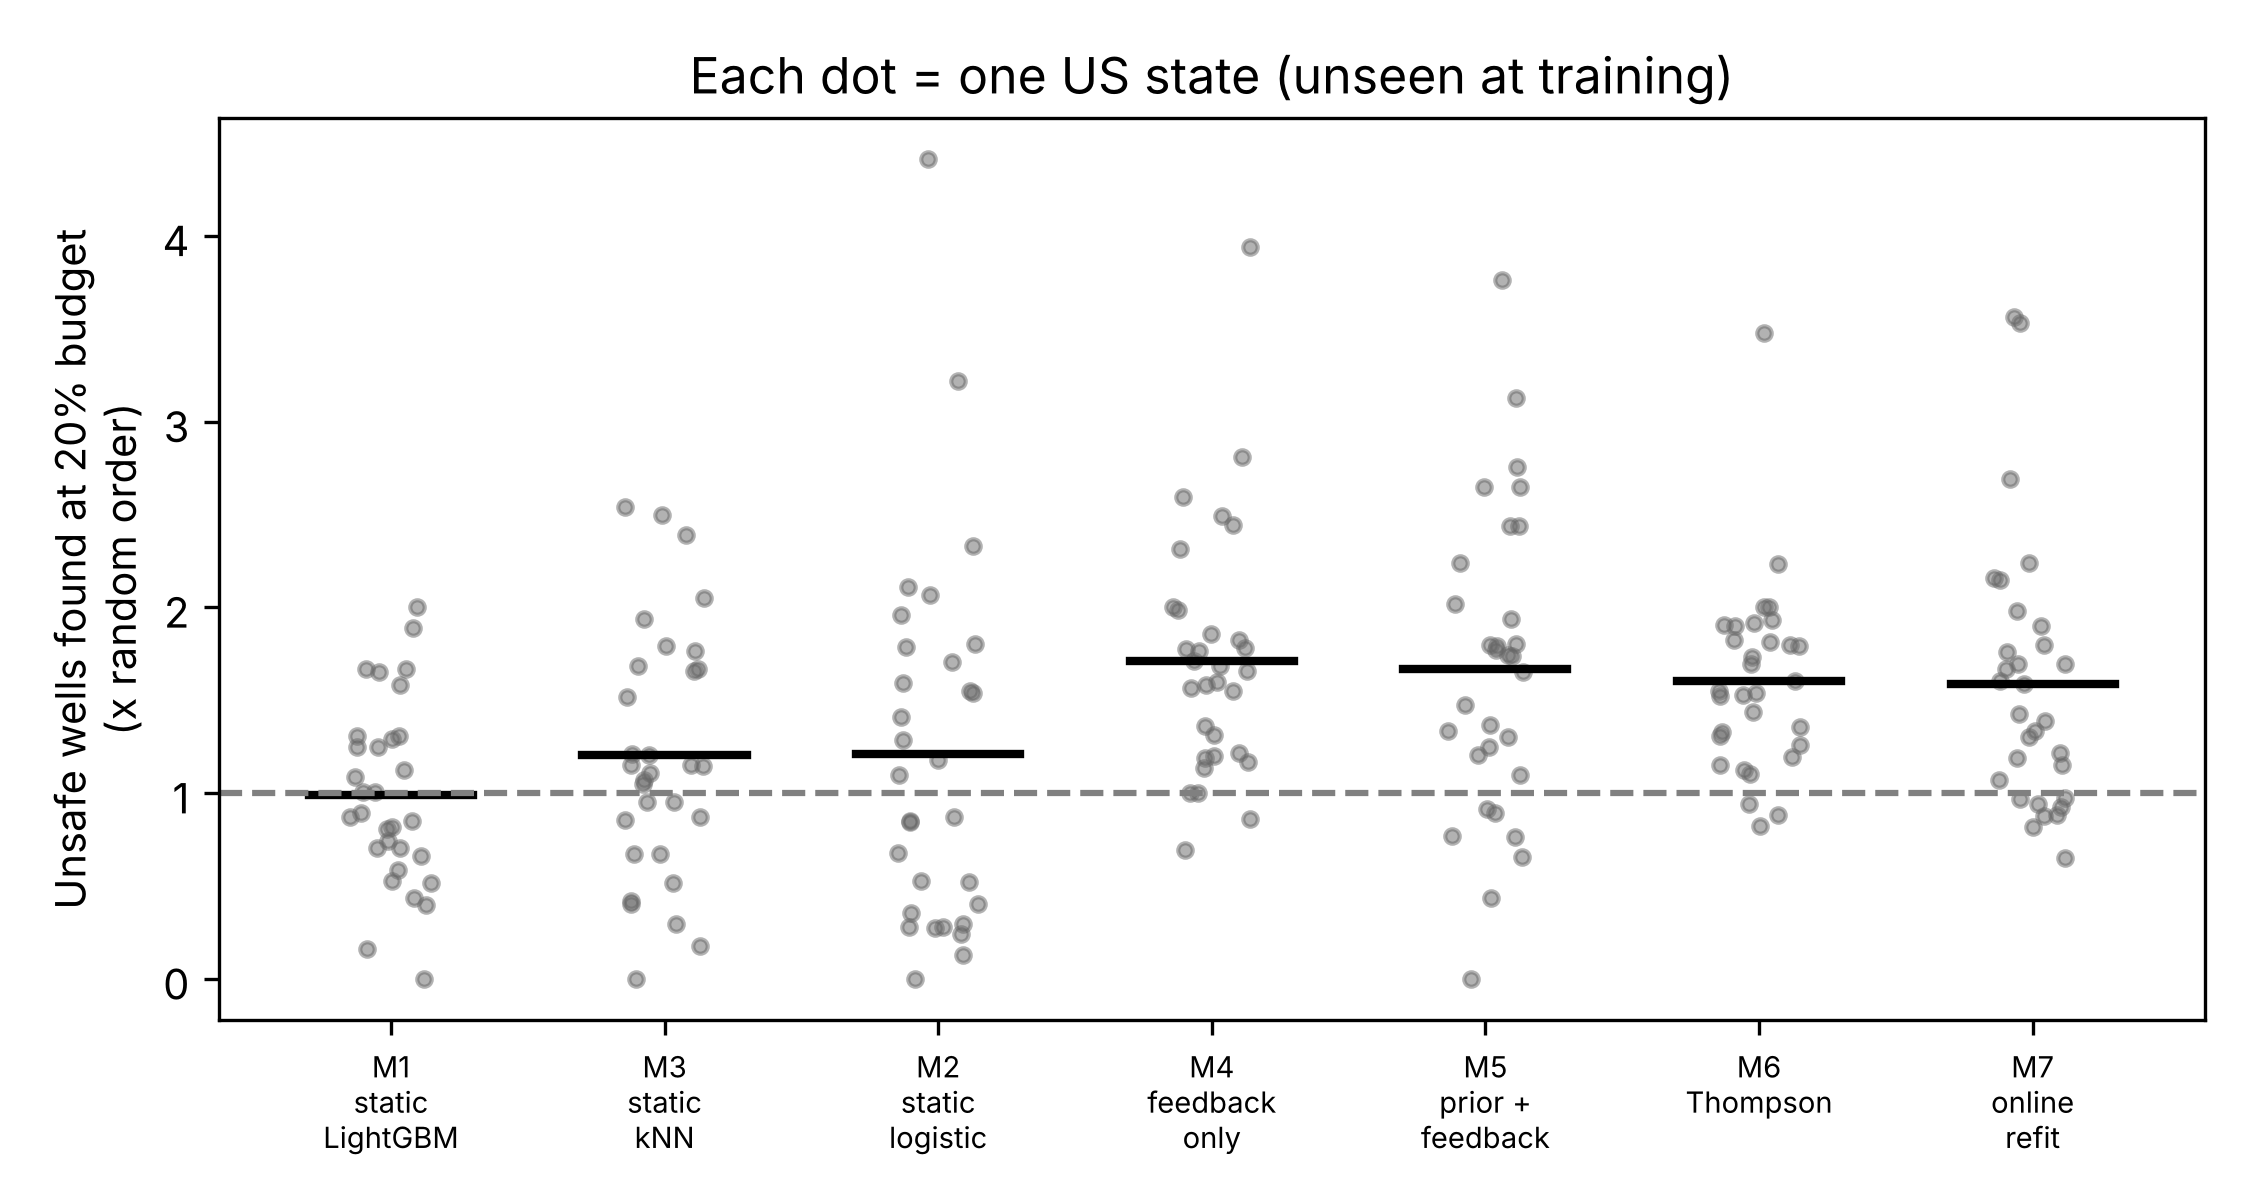 Each dot = one US state (unseen at training)
Unsafe wells found at 20% budget
(x random order)
4
3
2
1
0
M1
static
LightGBM
M3
static
kNN
M2
static
logistic
M4
feedback
only
M5
prior +
feedback
M6
Thompson
M7
online
refit